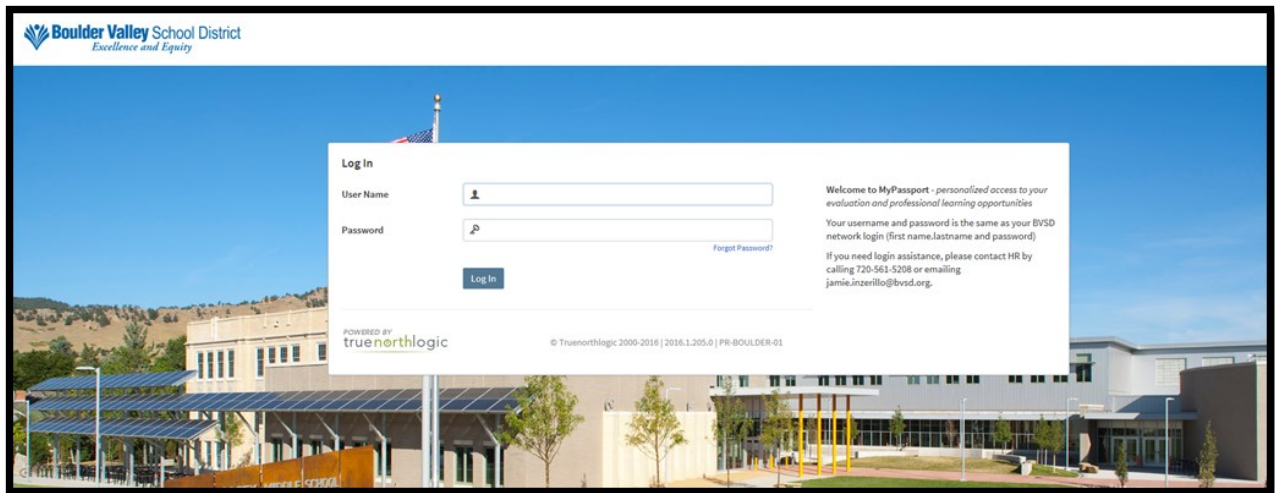 Boulder Valley School District
Excellence and Equity
Log In
User Name
Password
Forgot Password?
Log In
Welcome to MyPassport - personalized access to your
evaluation and professional learning opportunities
Your username and password is the same as your BVSD
network login (first name.lastname and password)
If you need login assistance, please contact HR by
calling 720-561-5208 or emailing
jamie.inzerillo@bvsd.org.
POWERED BY
truenorthlogic
© Truenorthlogic 2000-2016 | 2016.1.205.0 | PR-BOULDER-01
MIDDLE SCHOOL